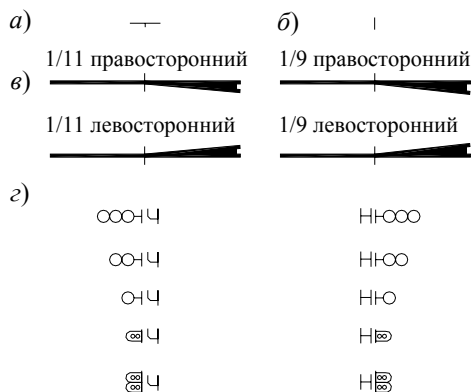 а) б)
1/11 правосторонний 1/9 правосторонний
в)
1/11 левосторонний 1/9 левосторонний
г)
Ч Н
Ч Н
Ч Н
Ч Н
Ч Н